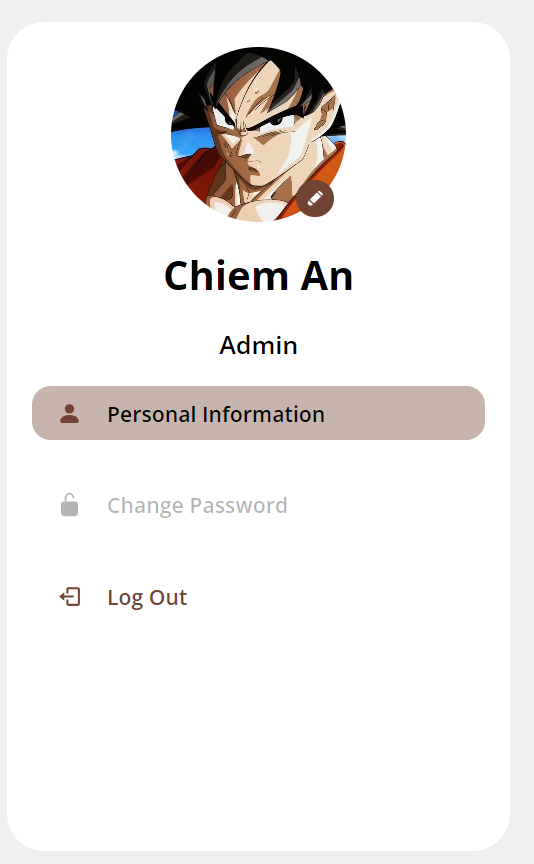 Chiem An
Admin
Personal Information
Change Password
Log Out